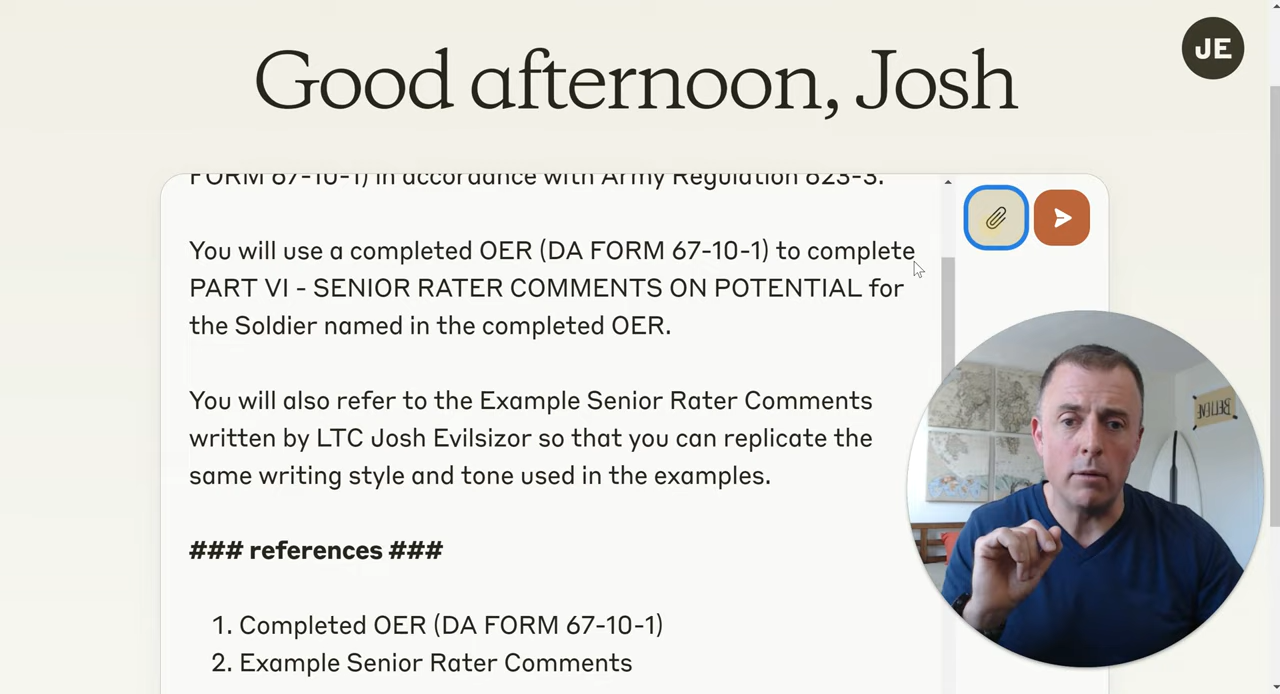 JE
Good afternoon, Josh
FORM 67-10-1) in accordance with Army Regulation 623-3.
You will use a completed OER (DA FORM 67-10-1) to complete
PART VI - SENIOR RATER COMMENTS ON POTENTIAL for
the Soldier named in the completed OER.
You will also refer to the Example Senior Rater Comments
written by LTC Josh Evilsizor so that you can replicate the
same writing style and tone used in the examples.
### references ###
1. Completed OER (DA FORM 67-10-1)
2. Example Senior Rater Comments
BELIEVE